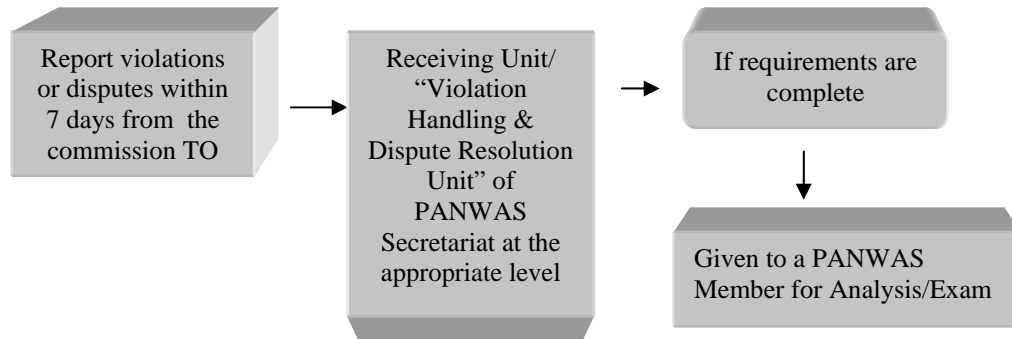 Report violations
or disputes within
7 days from the
commission TO
Receiving Unit/
“Violation
Handling &
Dispute Resolution
Unit” of
PANWAS
Secretariat at the
appropriate level
If requirements are
complete
Given to a PANWAS
Member for Analysis/Exam